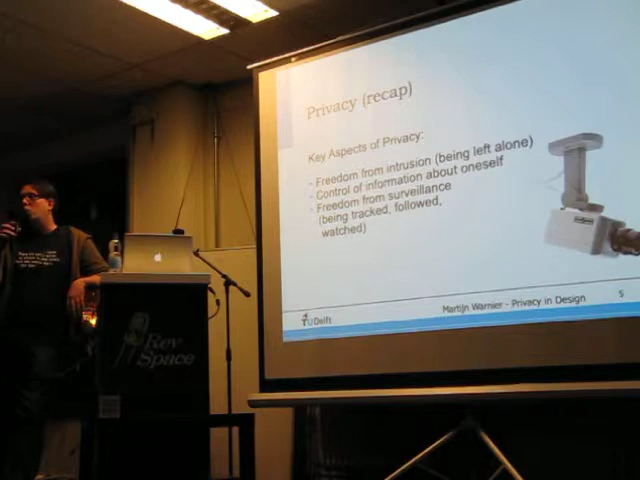 Privacy (recap)
Key Aspects of Privacy:
- Freedom from intrusion (being left alone)
- Control of information about oneself
- Freedom from surveillance
(being tracked, followed,
watched)
TU Delft
Martijn Warnier - Privacy in Design
5
Rev
Space